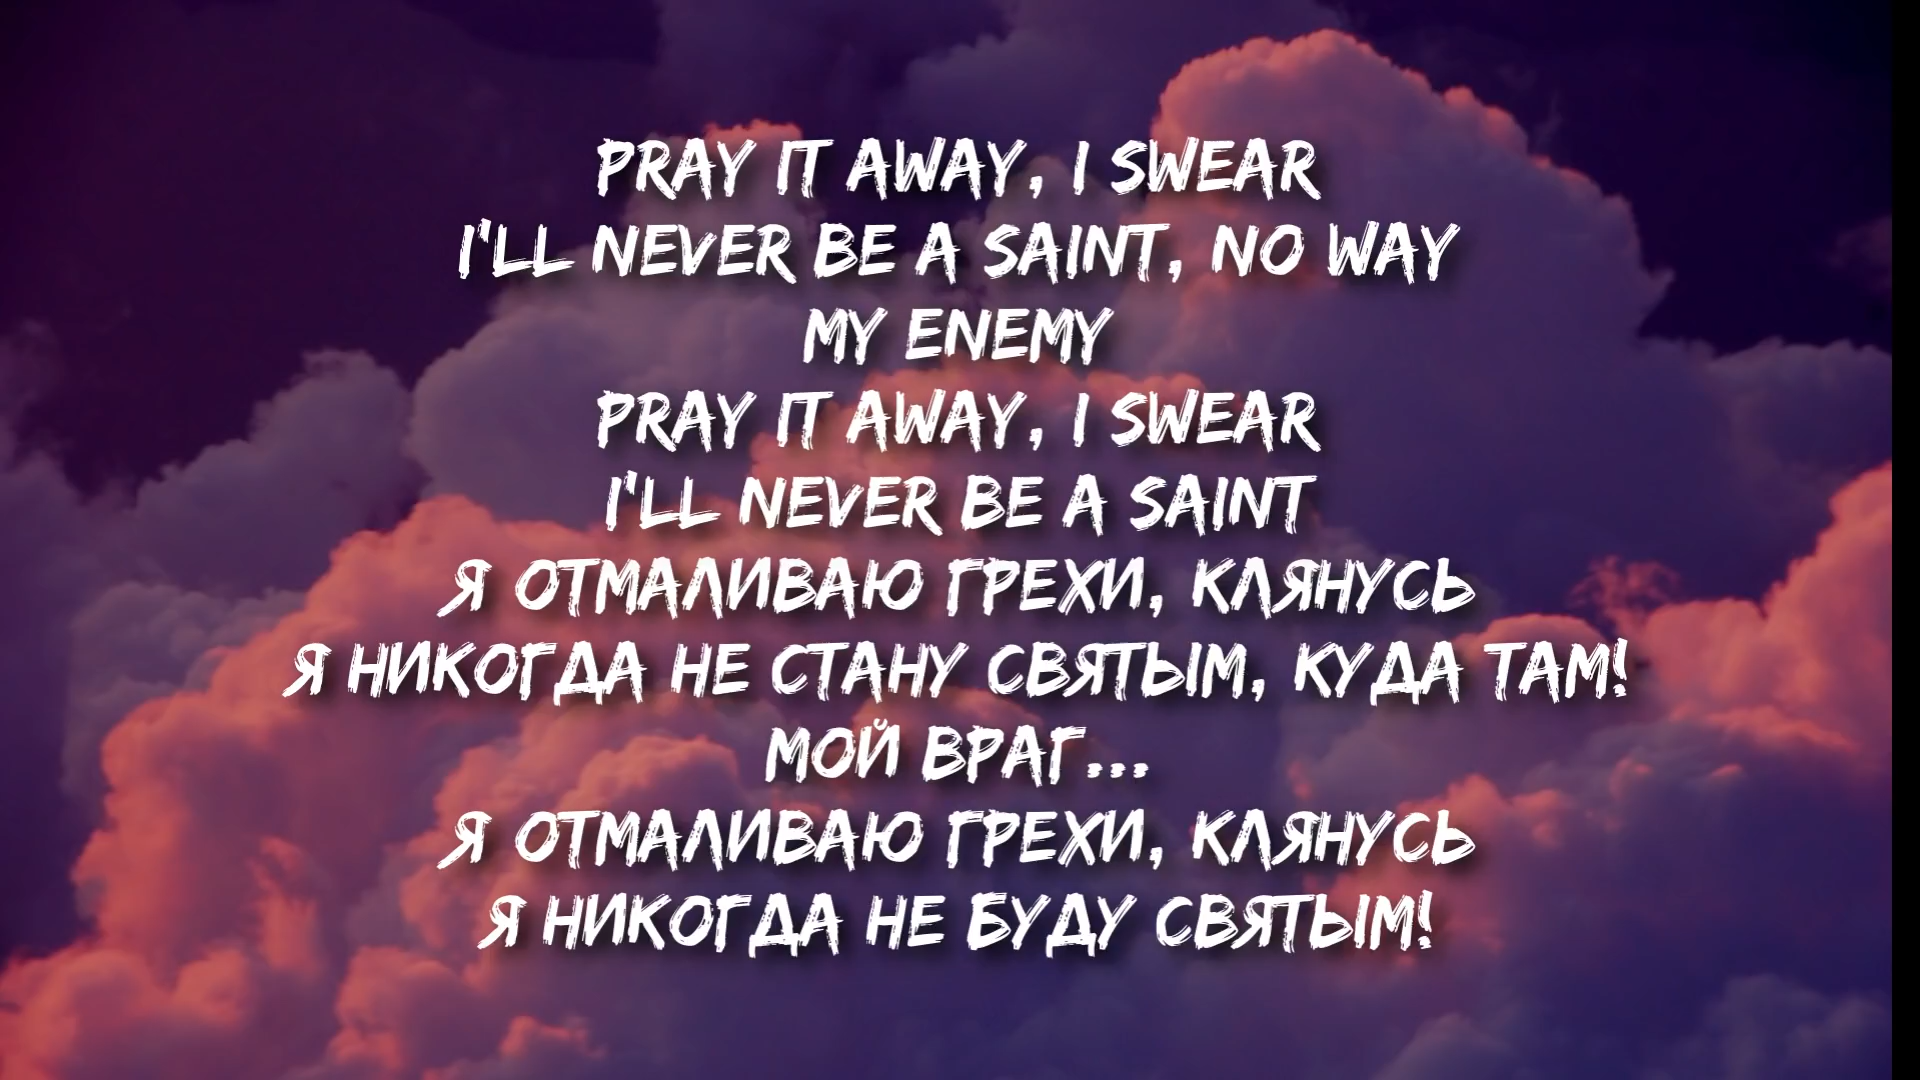 PRAY IT AWAY, I SWEAR
I'LL NEVER BE A SAINT, NO WAY
MY ENEMY
PRAY IT AWAY, I SWEAR
I'LL NEVER BE A SAINT
Я ОТМАЛИВАЮ ГРЕХИ, КЛЯНУСЬ
Я НИКОГДА НЕ СТАНУ СВЯТЫМ, КУДА ТАМ!
МОЙ ВРАГ...
Я ОТМАЛИВАЮ ГРЕХИ, КЛЯНУСЬ
Я НИКОГДА НЕ БУДУ СВЯТЫМ!